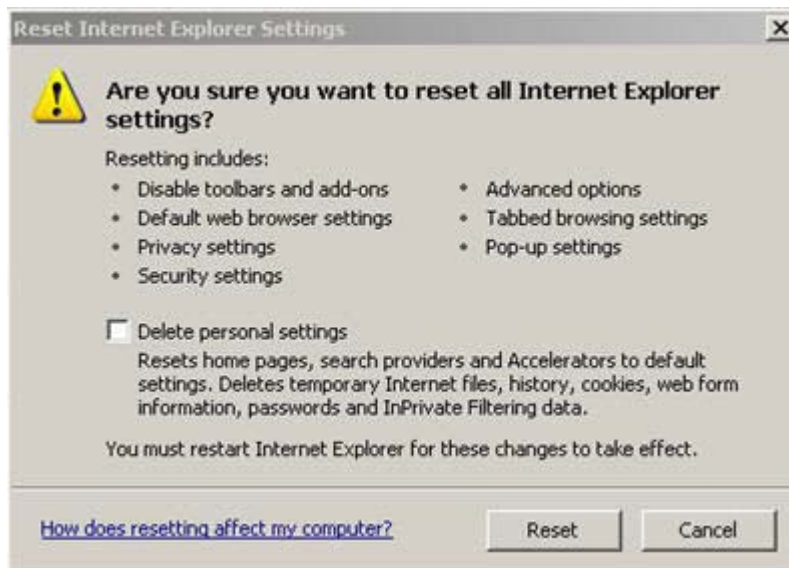 Reset Internet Explorer Settings
Are you sure you want to reset all Internet Explorer
settings?
Resetting includes:
• Disable toolbars and add-ons
• Default web browser settings
• Privacy settings
• Security settings
• Advanced options
• Tabbed browsing settings
• Pop-up settings
Delete personal settings
Resets home pages, search providers and Accelerators to default
settings. Deletes temporary Internet files, history, cookies, web form
information, passwords and InPrivate Filtering data.
You must restart Internet Explorer for these changes to take effect.
How does resetting affect my computer?
Reset
Cancel